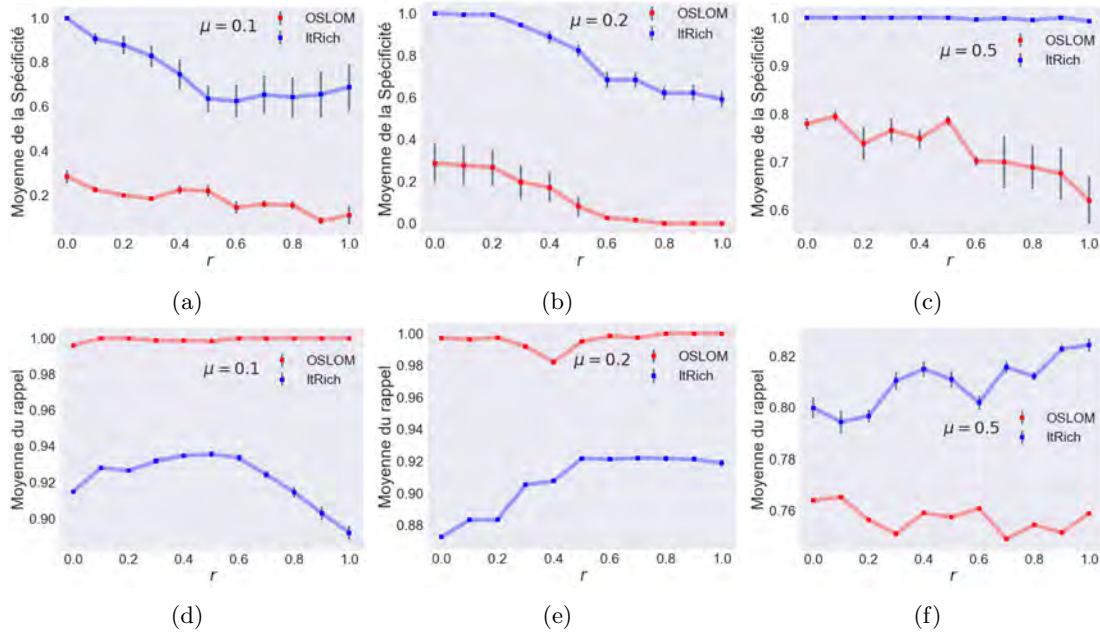 Moyenne de la Spécificité
1.0
0.8
0.6
0.4
0.2
μ = 0.1
OSLOM
ItRich
0.0 0.2 0.4 0.6 0.8 1.0
r
(a)
Moyenne de la Spécificité
1.0
0.8
0.6
0.4
0.2
0.0
μ = 0.2
OSLOM
ItRich
0.0 0.2 0.4 0.6 0.8 1.0
r
(b)
Moyenne de la Spécificité
1.0
0.9
0.8
0.7
0.6
μ = 0.5
OSLOM
ItRich
0.0 0.2 0.4 0.6 0.8 1.0
r
(c)
Moyenne du rappel
1.00
0.98
0.96
0.94
0.92
0.90
μ = 0.1
OSLOM
ItRich
0.0 0.2 0.4 0.6 0.8 1.0
r
(d)
Moyenne du rappel
1.00
0.98
0.96
0.94
0.92
0.90
0.88
μ = 0.2
OSLOM
ItRich
0.0 0.2 0.4 0.6 0.8 1.0
r
(e)
Moyenne du rappel
0.82
0.80
0.78
0.76
μ = 0.5
OSLOM
ItRich
0.0 0.2 0.4 0.6 0.8 1.0
r
(f)